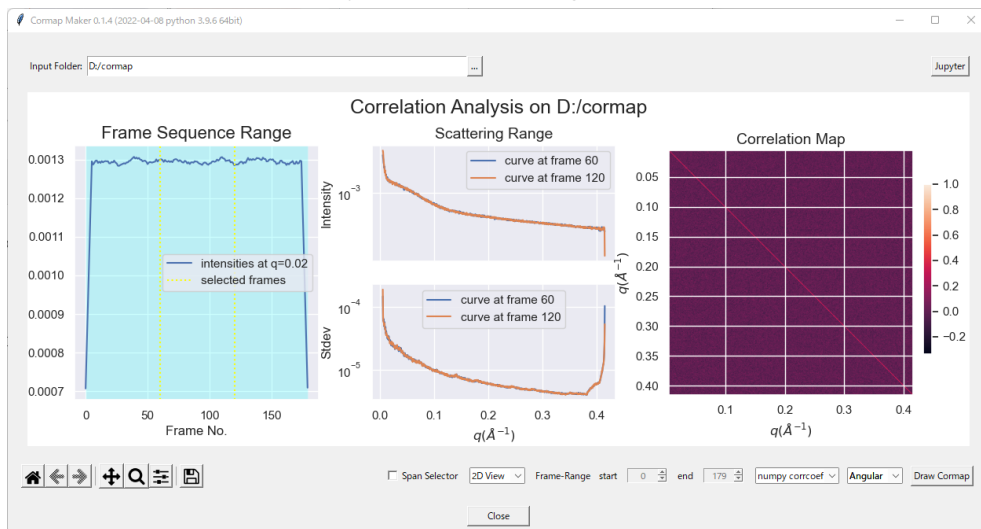 Cormap Maker 0.1.4 (2022-04-08 python 3.9.6 64bit)
Input Folder: D:/cormap ... Jupyter
Correlation Analysis on D:/cormap
Frame Sequence Range
0.0013
0.0012
0.0011
0.0010
0.0009
0.0008
0.0007
intensities at q=0.02
selected frames
0 50 100 150
Frame No.
Scattering Range
Intensity
10⁻³
curve at frame 60
curve at frame 120
Stdev
10⁻⁴
10⁻⁵
curve at frame 60
curve at frame 120
0.0 0.1 0.2 0.3 0.4
q(Å⁻¹)
Correlation Map
q(Å⁻¹)
0.05
0.10
0.15
0.20
0.25
0.30
0.35
0.40
0.1 0.2 0.3 0.4
q(Å⁻¹)
1.0
0.8
0.6
0.4
0.2
0.0
−0.2
Span Selector 2D View Frame-Range start 0 end 179 numpy corrcoef Angular Draw Cormap
Close